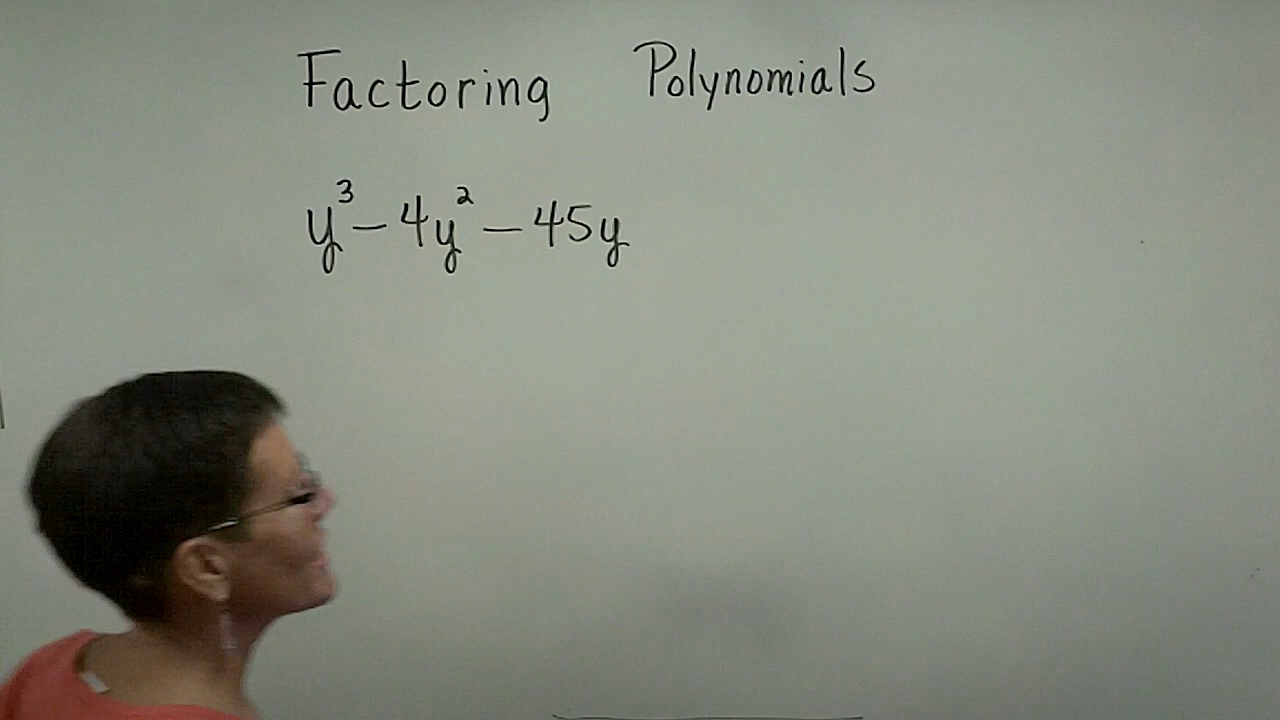 Factoring Polynomials
y³ – 4y² – 45y